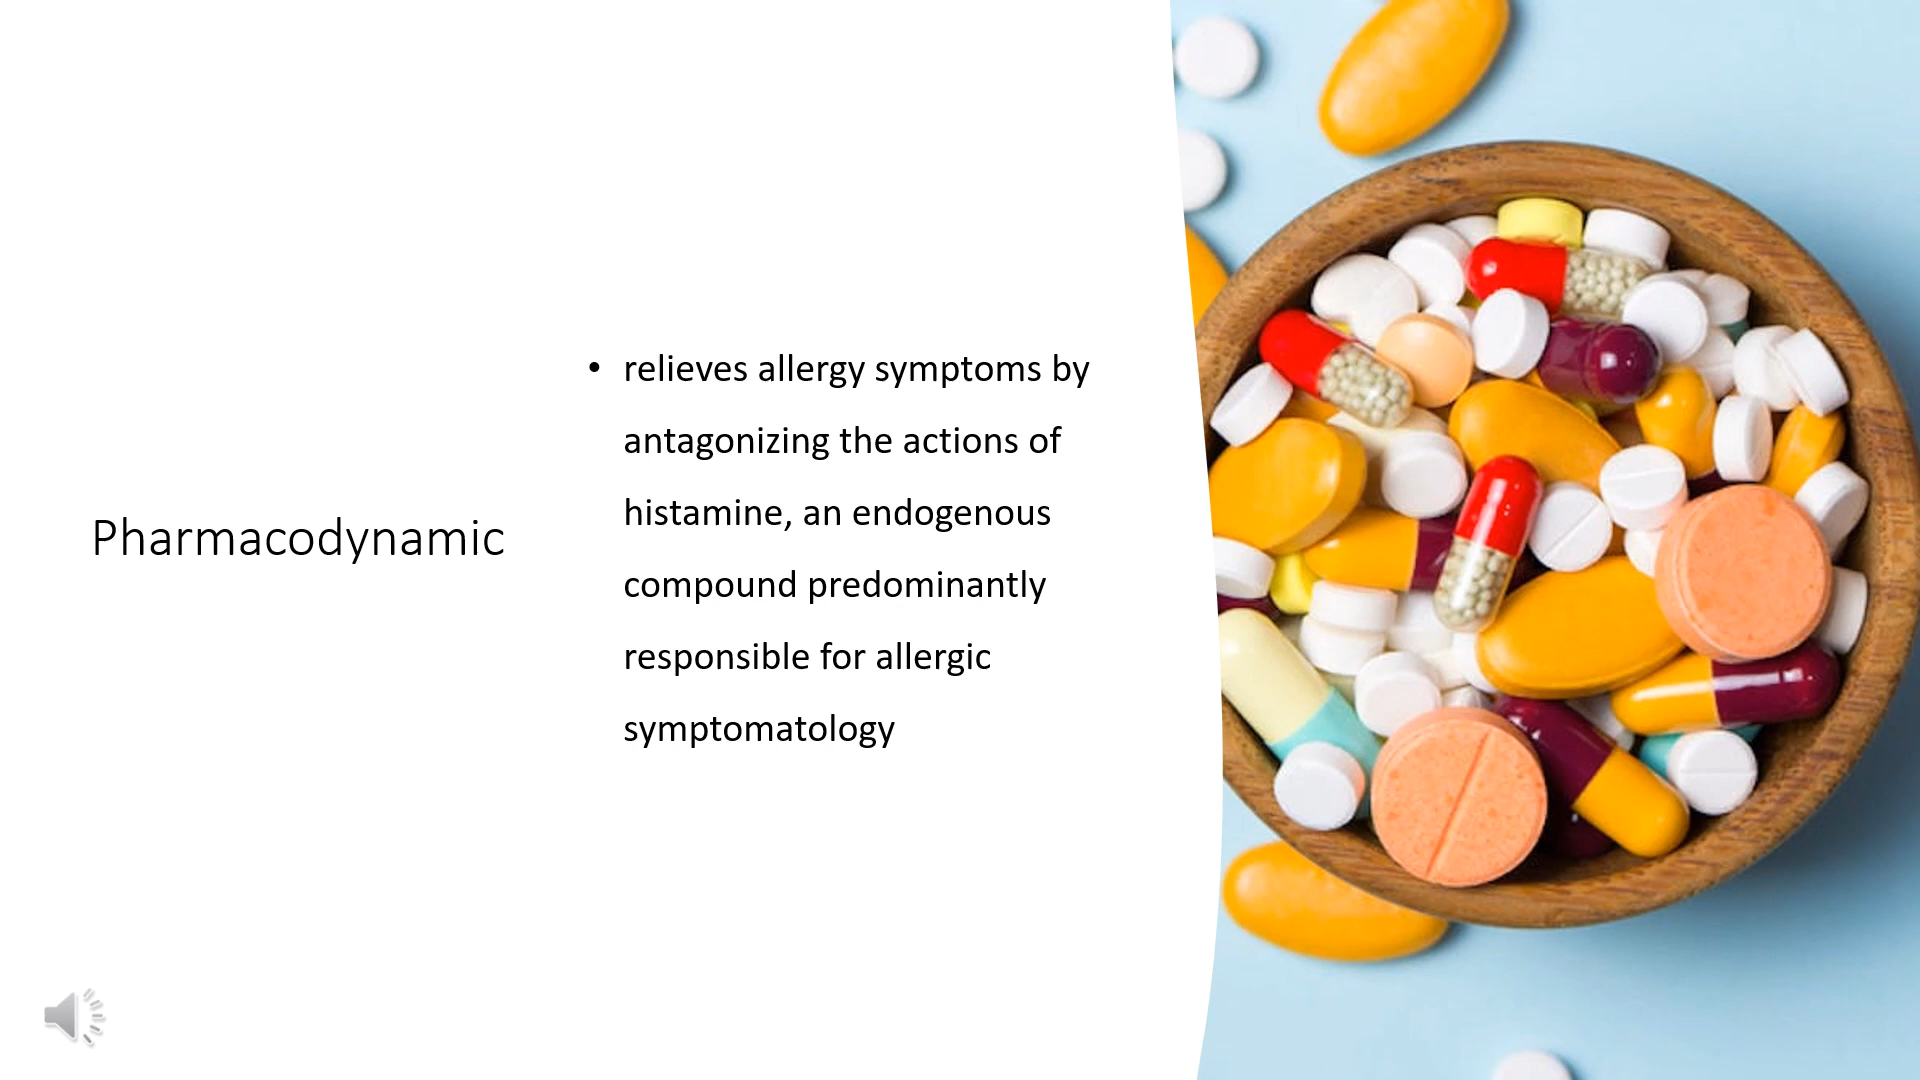 Pharmacodynamic
• relieves allergy symptoms by
antagonizing the actions of
histamine, an endogenous
compound predominantly
responsible for allergic
symptomatology